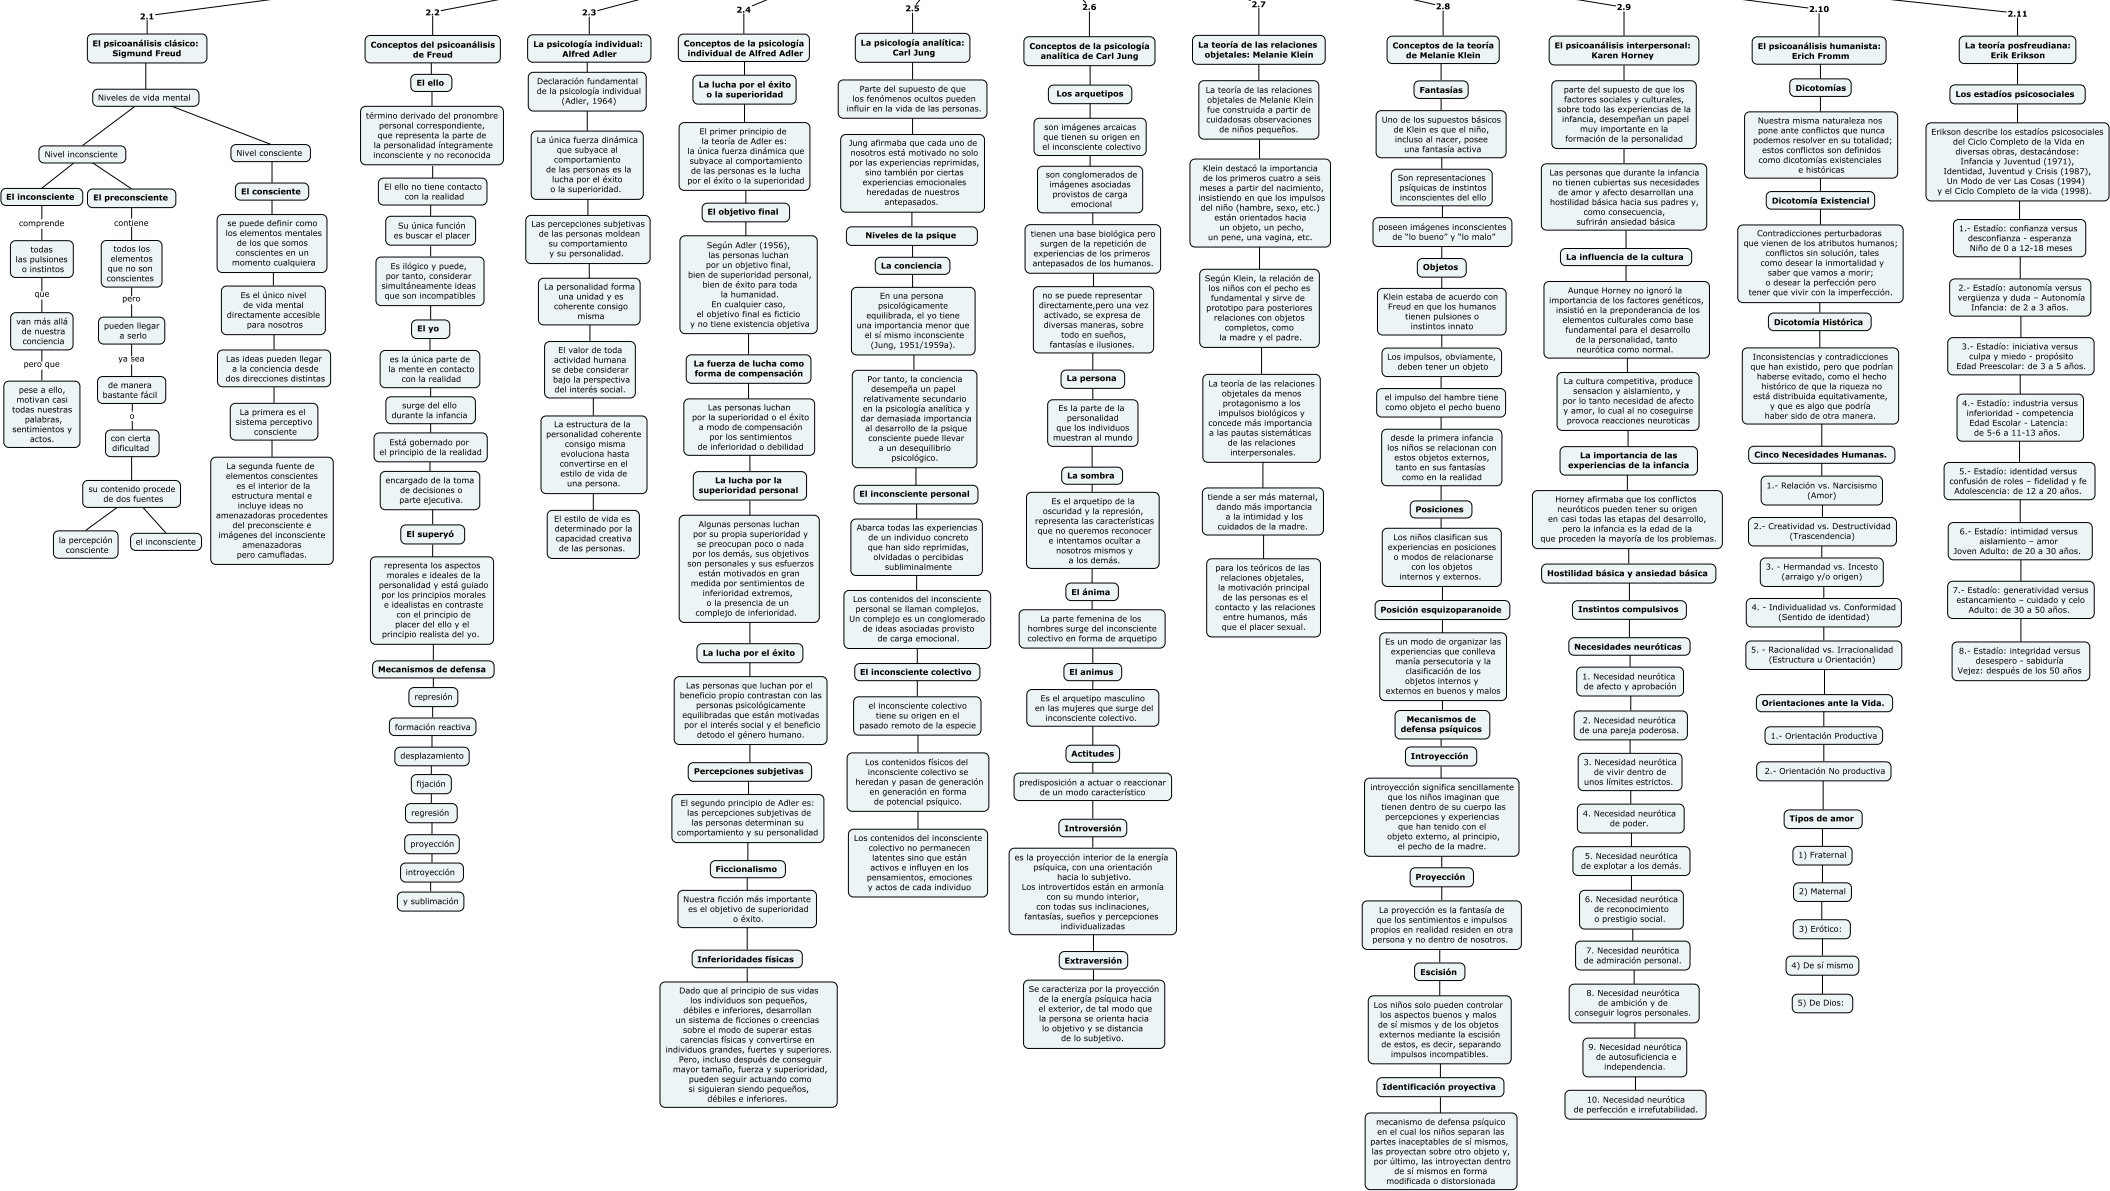 2.1
El psicoanálisis clásico:
Sigmund Freud
Niveles de vida mental
Nivel inconsciente
El inconsciente
comprende
todas
las pulsiones
o instintos
que
van más allá
de nuestra
conciencia
pero que
pese a ello,
motivan casi
todas nuestras
palabras,
sentimientos y
actos.
El preconsciente
contiene
todos los
elementos
que no son
conscientes
pero
pueden llegar
a serlo
ya sea
de manera
bastante fácil
o
con cierta
dificultad
su contenido procede
de dos fuentes
la percepción
consciente
el inconsciente
Nivel consciente
El consciente
se puede definir como
los elementos mentales
de los que somos
conscientes en un
momento cualquiera
Es el único nivel
de vida mental
directamente accesible
para nosotros
Las ideas pueden llegar
a la conciencia desde
dos direcciones distintas
La primera es el
sistema perceptivo
consciente
La segunda fuente de
elementos conscientes
es el interior de la
estructura mental e
incluye ideas no
amenazadoras procedentes
del preconsciente e
imágenes del inconsciente
amenazadoras
pero camufladas.
2.2
Conceptos del psicoanálisis
de Freud
El ello
término derivado del pronombre
personal correspondiente,
que representa la parte de
la personalidad íntegramente
inconsciente y no reconocida
El ello no tiene contacto
con la realidad
Su única función
es buscar el placer
Es ilógico y puede,
por tanto, considerar
simultáneamente ideas
que son incompatibles
El yo
es la única parte de
la mente en contacto
con la realidad
surge del ello
durante la infancia
Está gobernado por
el principio de la realidad
encargado de la toma
de decisiones o
parte ejecutiva.
El superyó
representa los aspectos
morales e ideales de la
personalidad y está guiado
por los principios morales
e idealistas en contraste
con el principio de
placer del ello y el
principio realista del yo.
Mecanismos de defensa
represión
formación reactiva
desplazamiento
fijación
regresión
proyección
introyección
y sublimación
2.3
La psicología individual:
Alfred Adler
Declaración fundamental
de la psicología individual
(Adler, 1964)
La única fuerza dinámica
que subyace al
comportamiento
de las personas es la
lucha por el éxito
o la superioridad.
Las percepciones subjetivas
de las personas moldean
su comportamiento
y su personalidad.
La personalidad forma
una unidad y es
coherente consigo
misma
El valor de toda
actividad humana
se debe considerar
bajo la perspectiva
del interés social.
La estructura de la
personalidad coherente
consigo misma
evoluciona hasta
convertirse en el
estilo de vida de
una persona.
El estilo de vida es
determinado por la
capacidad creativa
de las personas.
2.4
Conceptos de la psicología
individual de Alfred Adler
La lucha por el éxito
o la superioridad
El primer principio de
la teoría de Adler es:
la única fuerza dinámica que
subyace al comportamiento
de las personas es la lucha
por el éxito o la superioridad
El objetivo final
Según Adler (1956),
las personas luchan
por un objetivo final,
bien de superioridad personal,
bien de éxito para toda
la humanidad.
En cualquier caso,
el objetivo final es ficticio
y no tiene existencia objetiva
La fuerza de lucha como
forma de compensación
Las personas luchan
por la superioridad o el éxito
a modo de compensación
por los sentimientos
de inferioridad o debilidad
La lucha por la
superioridad personal
Algunas personas luchan
por su propia superioridad y
se preocupan poco o nada
por los demás, sus objetivos
son personales y sus esfuerzos
están motivados en gran
medida por sentimientos de
inferioridad extremos,
o la presencia de un
complejo de inferioridad.
La lucha por el éxito
Las personas que luchan por el
beneficio propio contrastan con las
personas psicológicamente
equilibradas que están motivadas
por el interés social y el beneficio
detodo el género humano.
Percepciones subjetivas
El segundo principio de Adler es:
las percepciones subjetivas de
las personas determinan su
comportamiento y su personalidad
Ficcionalismo
Nuestra ficción más importante
es el objetivo de superioridad
o éxito.
Inferioridades físicas
Dado que al principio de sus vidas
los individuos son pequeños,
débiles e inferiores, desarrollan
un sistema de ficciones o creencias
sobre el modo de superar estas
carencias físicas y convertirse en
individuos grandes, fuertes y superiores.
Pero, incluso después de conseguir
mayor tamaño, fuerza y superioridad,
pueden seguir actuando como
si siguieran siendo pequeños,
débiles e inferiores.
2.5
La psicología analítica:
Carl Jung
Parte del supuesto de que
los fenómenos ocultos pueden
influir en la vida de las personas.
Jung afirmaba que cada uno de
nosotros está motivado no solo
por las experiencias reprimidas,
sino también por ciertas
experiencias emocionales
heredadas de nuestros
antepasados.
Niveles de la psique
La conciencia
En una persona
psicológicamente
equilibrada, el yo tiene
una importancia menor que
el sí mismo inconsciente
(Jung, 1951/1959a).
Por tanto, la conciencia
desempeña un papel
relativamente secundario
en la psicología analítica y
dar demasiada importancia
al desarrollo de la psique
consciente puede llevar
a un desequilibrio
psicológico.
El inconsciente personal
Abarca todas las experiencias
de un individuo concreto
que han sido reprimidas,
olvidadas o percibidas
subliminalmente
Los contenidos del inconsciente
personal se llaman complejos.
Un complejo es un conglomerado
de ideas asociadas provisto
de carga emocional.
El inconsciente colectivo
el inconsciente colectivo
tiene su origen en el
pasado remoto de la especie
Los contenidos físicos del
inconsciente colectivo se
heredan y pasan de generación
en generación en forma
de potencial psíquico.
Los contenidos del inconsciente
colectivo no permanecen
latentes sino que están
activos e influyen en los
pensamientos, emociones
y actos de cada individuo
2.6
Conceptos de la psicología
analítica de Carl Jung
Los arquetipos
son imágenes arcaicas
que tienen su origen en
el inconsciente colectivo
son conglomerados de
imágenes asociadas
provistos de carga
emocional
tienen una base biológica pero
surgen de la repetición de
experiencias de los primeros
antepasados de los humanos.
no se puede representar
directamente,pero una vez
activado, se expresa de
diversas maneras, sobre
todo en sueños,
fantasías e ilusiones.
La persona
Es la parte de la
personalidad
que los individuos
muestran al mundo
La sombra
Es el arquetipo de la
oscuridad y la represión,
representa las características
que no queremos reconocer
e intentamos ocultar a
nosotros mismos y
a los demás.
El ánima
La parte femenina de los
hombres surge del inconsciente
colectivo en forma de arquetipo
El animus
Es el arquetipo masculino
en las mujeres que surge del
inconsciente colectivo.
Actitudes
predisposición a actuar o reaccionar
de un modo característico
Introversión
es la proyección interior de la energía
psíquica, con una orientación
hacia lo subjetivo.
Los introvertidos están en armonía
con su mundo interior,
con todas sus inclinaciones,
fantasías, sueños y percepciones
individualizadas
Extraversión
Se caracteriza por la proyección
de la energía psíquica hacia
el exterior, de tal modo que
la persona se orienta hacia
lo objetivo y se distancia
de lo subjetivo.
2.7
La teoría de las relaciones
objetales: Melanie Klein
La teoría de las relaciones
objetales de Melanie Klein
fue construida a partir de
cuidadosas observaciones
de niños pequeños.
Klein destacó la importancia
de los primeros cuatro a seis
meses a partir del nacimiento,
insistiendo en que los impulsos
del niño (hambre, sexo, etc.)
están orientados hacia
un objeto, un pecho,
un pene, una vagina, etc.
Según Klein, la relación de
los niños con el pecho es
fundamental y sirve de
prototipo para posteriores
relaciones con objetos
completos, como
la madre y el padre.
La teoría de las relaciones
objetales da menos
protagonismo a los
impulsos biológicos y
concede más importancia
a las pautas sistemáticas
de las relaciones
interpersonales.
tiende a ser más maternal,
dando más importancia
a la intimidad y los
cuidados de la madre.
para los teóricos de las
relaciones objetales,
la motivación principal
de las personas es el
contacto y las relaciones
entre humanos, más
que el placer sexual.
2.8
Conceptos de la teoría
de Melanie Klein
Fantasías
Uno de los supuestos básicos
de Klein es que el niño,
incluso al nacer, posee
una fantasía activa
Son representaciones
psíquicas de instintos
inconscientes del ello
poseen imágenes inconscientes
de “lo bueno” y “lo malo”
Objetos
Klein estaba de acuerdo con
Freud en que los humanos
tienen pulsiones o
instintos innato
Los impulsos, obviamente,
deben tener un objeto
el impulso del hambre tiene
como objeto el pecho bueno
desde la primera infancia
los niños se relacionan con
estos objetos externos,
tanto en sus fantasías
como en la realidad
Posiciones
Los niños clasifican sus
experiencias en posiciones
o modos de relacionarse
con los objetos
internos y externos.
Posición esquizoparanoide
Es un modo de organizar las
experiencias que conlleva
manía persecutoria y la
clasificación de los
objetos internos y
externos en buenos y malos
Mecanismos de
defensa psíquicos
Introyección
introyección significa sencillamente
que los niños imaginan que
tienen dentro de su cuerpo las
percepciones y experiencias
que han tenido con el
objeto externo, al principio,
el pecho de la madre.
Proyección
La proyección es la fantasía de
que los sentimientos e impulsos
propios en realidad residen en otra
persona y no dentro de nosotros.
Escisión
Los niños solo pueden controlar
los aspectos buenos y malos
de sí mismos y de los objetos
externos mediante la escisión
de estos, es decir, separando
impulsos incompatibles.
Identificación proyectiva
mecanismo de defensa psíquico
en el cual los niños separan las
partes inaceptables de sí mismos,
las proyectan sobre otro objeto y,
por último, las introyectan dentro
de sí mismos en forma
modificada o distorsionada
2.9
El psicoanálisis interpersonal:
Karen Horney
parte del supuesto de que los
factores sociales y culturales,
sobre todo las experiencias de la
infancia, desempeñan un papel
muy importante en la
formación de la personalidad
Las personas que durante la infancia
no tienen cubiertas sus necesidades
de amor y afecto desarrollan una
hostilidad básica hacia sus padres y,
como consecuencia,
sufrirán ansiedad básica
La influencia de la cultura
Aunque Horney no ignoró la
importancia de los factores genéticos,
insistió en la preponderancia de los
elementos culturales como base
fundamental para el desarrollo
de la personalidad, tanto
neurótica como normal.
La cultura competitiva, produce
sensacion y aislamiento, y
por lo tanto necesidad de afecto
y amor, lo cual al no coseguirse
provoca reacciones neuroticas
La importancia de las
experiencias de la infancia
Horney afirmaba que los conflictos
neuróticos pueden tener su origen
en casi todas las etapas del desarrollo,
pero la infancia es la edad de la
que proceden la mayoría de los problemas.
Hostilidad básica y ansiedad básica
Instintos compulsivos
Necesidades neuróticas
1. Necesidad neurótica
de afecto y aprobación
2. Necesidad neurótica
de una pareja poderosa.
3. Necesidad neurótica
de vivir dentro de
unos límites estrictos.
4. Necesidad neurótica
de poder.
5. Necesidad neurótica
de explotar a los demás.
6. Necesidad neurótica
de reconocimiento
o prestigio social.
7. Necesidad neurótica
de admiración personal.
8. Necesidad neurótica
de ambición y de
conseguir logros personales.
9. Necesidad neurótica
de autosuficiencia e
independencia.
10. Necesidad neurótica
de perfección e irrefutabilidad.
2.10
El psicoanálisis humanista:
Erich Fromm
Dicotomías
Nuestra misma naturaleza nos
pone ante conflictos que nunca
podemos resolver en su totalidad;
estos conflictos son definidos
como dicotomías existenciales
e históricas
Dicotomía Existencial
Contradicciones perturbadoras
que vienen de los atributos humanos;
conflictos sin solución, tales
como desear la inmortalidad y
saber que vamos a morir;
o desear la perfección pero
tener que vivir con la imperfección.
Dicotomía Histórica
Inconsistencias y contradicciones
que han existido, pero que podrían
haberse evitado, como el hecho
histórico de que la riqueza no
está distribuida equitativamente,
y que es algo que podría
haber sido de otra manera.
Cinco Necesidades Humanas.
1.- Relación vs. Narcisismo
(Amor)
2.- Creatividad vs. Destructividad
(Trascendencia)
3. - Hermandad vs. Incesto
(arraigo y/o origen)
4. - Individualidad vs. Conformidad
(Sentido de identidad)
5. - Racionalidad vs. Irracionalidad
(Estructura u Orientación)
Orientaciones ante la Vida.
1.- Orientación Productiva
2.- Orientación No productiva
Tipos de amor
1) Fraternal
2) Maternal
3) Erótico:
4) De sí mismo
5) De Dios:
2.11
La teoría posfreudiana:
Erik Erikson
Los estadíos psicosociales
Erikson describe los estadíos psicosociales
del Ciclo Completo de la Vida en
diversas obras, destacándose:
Infancia y Juventud (1971),
Identidad, Juventud y Crisis (1987),
Un Modo de ver Las Cosas (1994)
y el Ciclo Completo de la vida (1998).
1.- Estadío: confianza versus
desconfianza - esperanza
Niño de 0 a 12-18 meses
2.- Estadío: autonomía versus
vergüenza y duda – Autonomía
Infancia: de 2 a 3 años.
3.- Estadío: iniciativa versus
culpa y miedo - propósito
Edad Preescolar: de 3 a 5 años.
4.- Estadío: industria versus
inferioridad - competencia
Edad Escolar - Latencia:
de 5-6 a 11-13 años.
5.- Estadío: identidad versus
confusión de roles – fidelidad y fe
Adolescencia: de 12 a 20 años.
6.- Estadío: intimidad versus
aislamiento – amor
Joven Adulto: de 20 a 30 años.
7.- Estadío: generatividad versus
estancamiento – cuidado y celo
Adulto: de 30 a 50 años.
8.- Estadío: integridad versus
desespero - sabiduría
Vejez: después de los 50 años